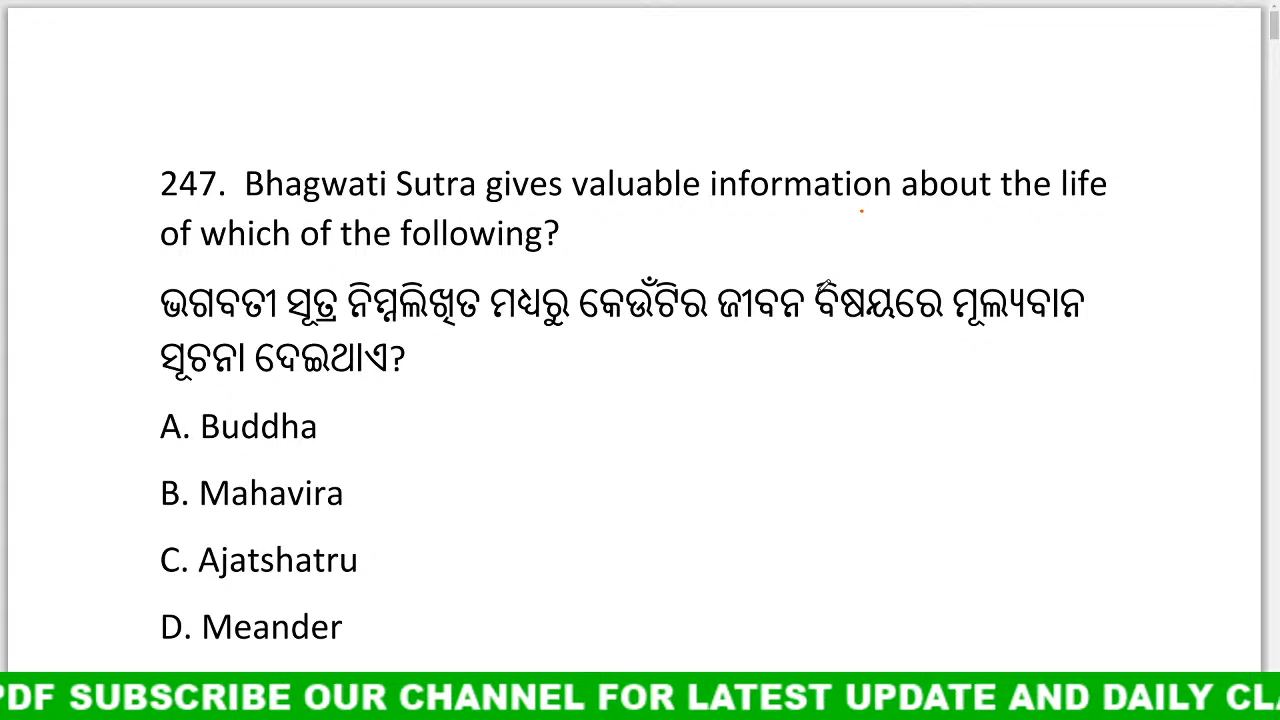 247.  Bhagwati Sutra gives valuable information about the life
of which of the following?
ଭଗବତୀ ସୂତ୍ର ନିମ୍ନଲିଖିତ ମଧ୍ୟରୁ କେଉଁଟିର ଜୀବନ ବିଷୟରେ ମୂଲ୍ୟବାନ
ସୂଚନା ଦେଇଥାଏ?
A. Buddha
B. Mahavira
C. Ajatshatru
D. Meander
PDF SUBSCRIBE OUR CHANNEL FOR LATEST UPDATE AND DAILY CL